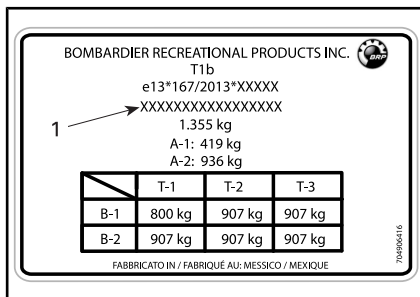 BOMBARDIER RECREATIONAL PRODUCTS INC.
BRP
T1b
e13*167/2013*XXXXX
1
XXXXXXXXXXXXXXXXX
1.355 kg
A-1: 419 kg
A-2: 936 kg
T-1 T-2 T-3
B-1 800 kg 907 kg 907 kg
B-2 907 kg 907 kg 907 kg
704906416
FABBRICATO IN / FABRIQUÉ AU: MESSICO / MEXIQUE